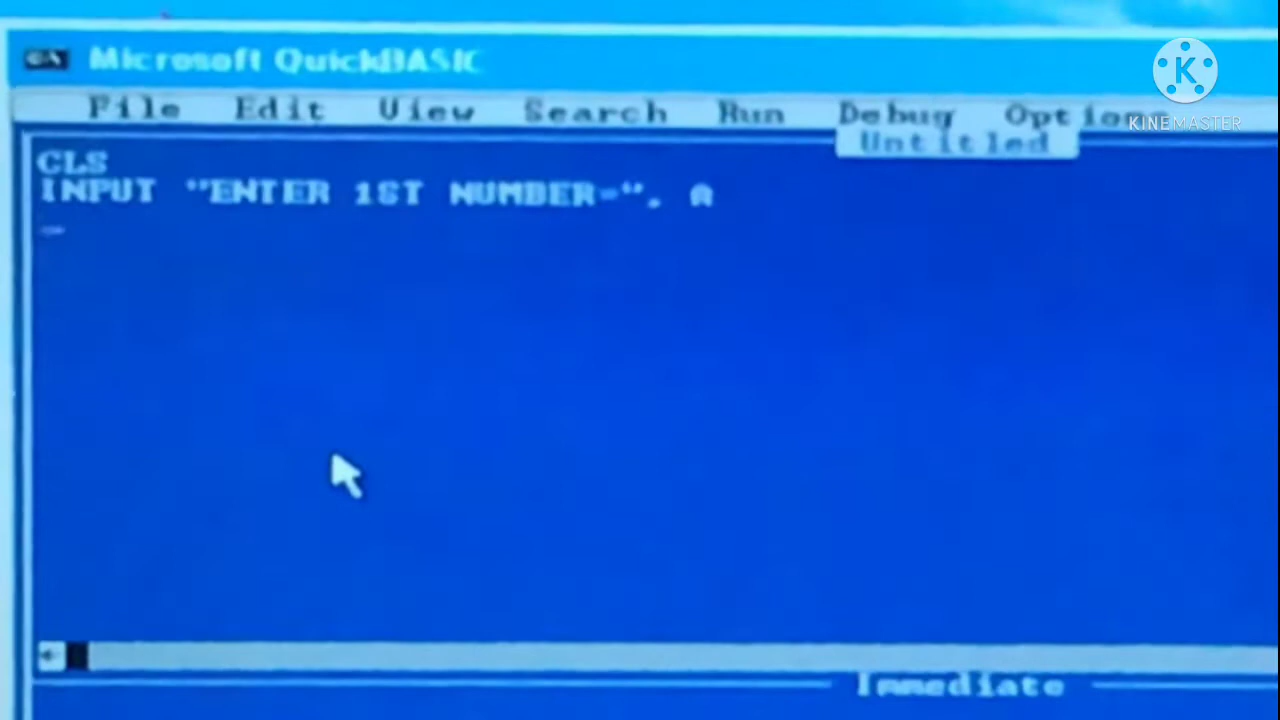 Microsoft QuickBASIC
File Edit View Search Run Debug Options
Untitled
CLS
INPUT "ENTER 1ST NUMBER=", A
Immediate
K
KINEMASTER